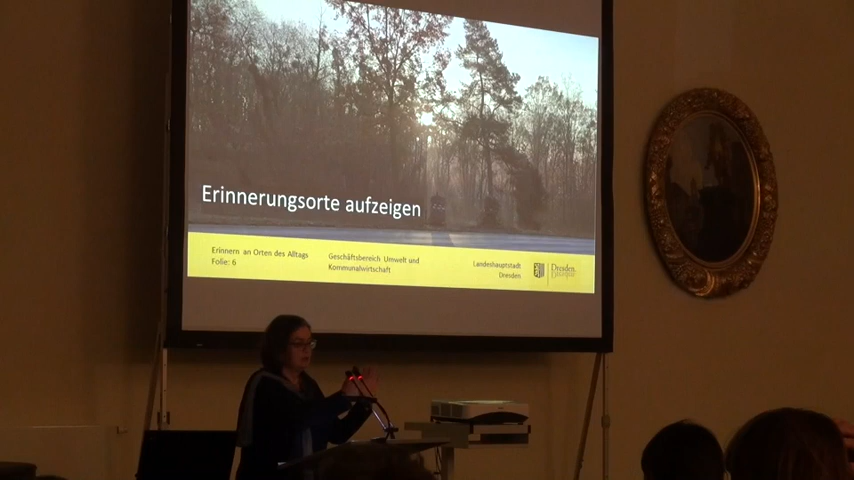 Erinnerungsorte aufzeigen
Erinnern an Orten des Alltags
Folie: 6
Geschäftsbereich Umwelt und
Kommunalwirtschaft
Landeshauptstadt
Dresden
Dresden.